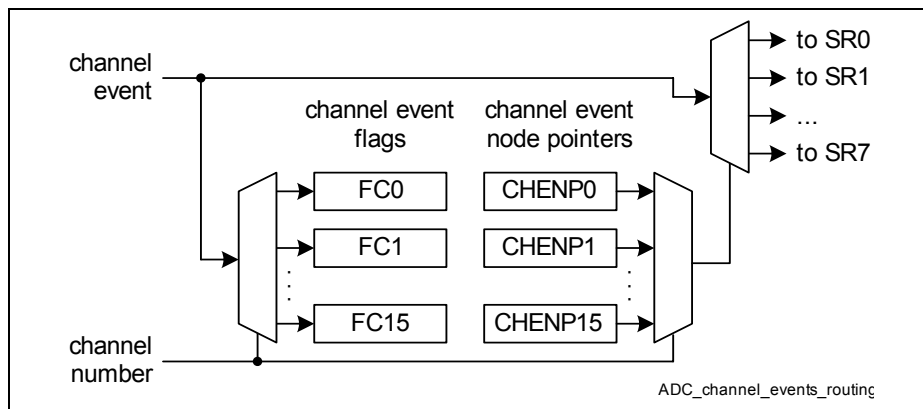 to SR0
channel
event
to SR1
channel event
flags
channel event
node pointers
...
to SR7
FC0
CHENP0
FC1
CHENP1
FC15
CHENP15
channel
number
ADC_channel_events_routing